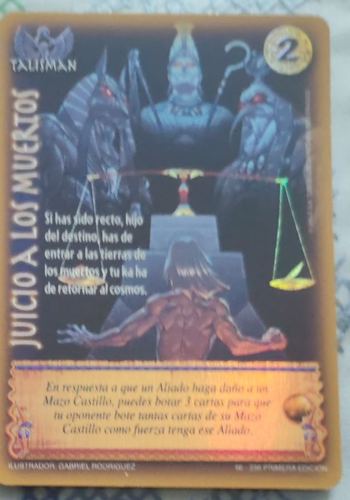 2
TALISMAN
JUICIO A LOS MUERTOS
Si has sido recto, hijo
del destino, has de
entrar a las tierras de
los muertos y tu ka ha
de retornar al cosmos.
En respuesta a que un Aliado haga daño a un
Mazo Castillo, puedes botar 3 cartas para que
tu oponente bote tantas cartas de su Mazo
Castillo como fuerza tenga ese Aliado.
ILUSTRADOR: GABRIEL RODRIGUEZ
PRIMERA EDICION